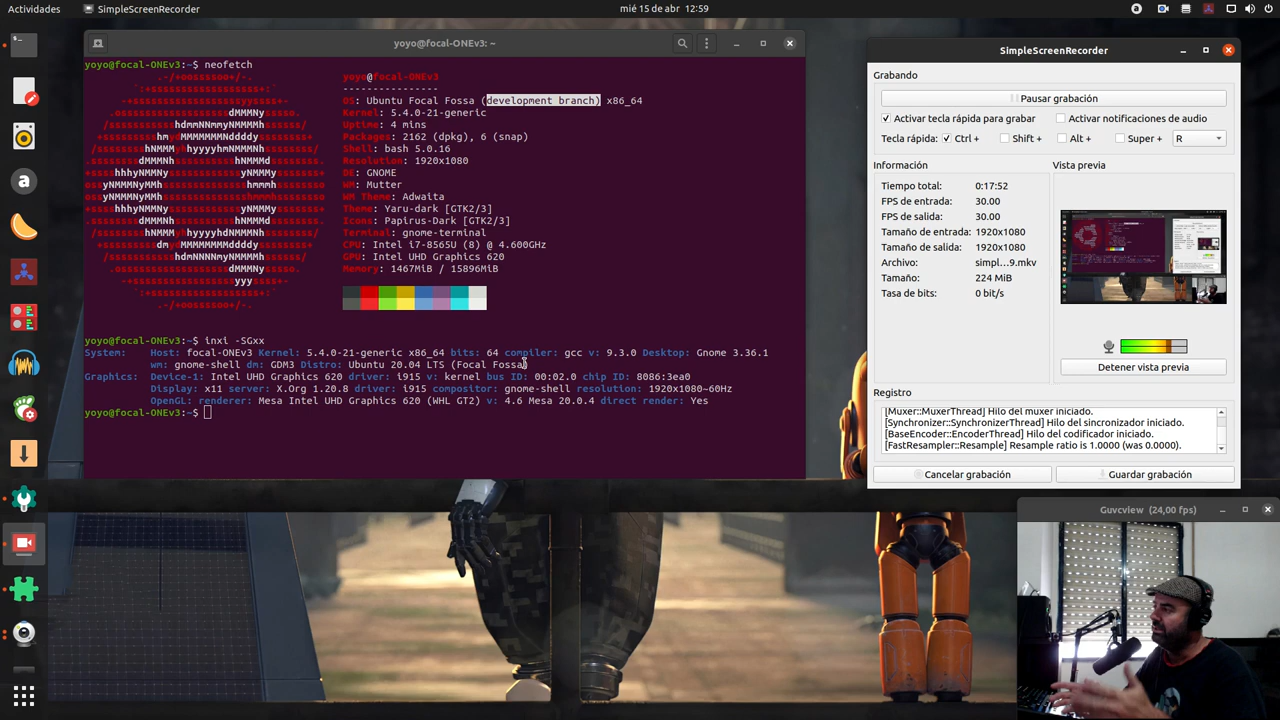 Actividades
SimpleScreenRecorder
mié 15 de abr 12:59
yoyo@focal-ONEv3: ~
yoyo@focal-ONEv3:~$ neofetch
yoyo@focal-ONEv3
----------------
OS: Ubuntu Focal Fossa (development branch) x86_64
Kernel: 5.4.0-21-generic
Uptime: 4 mins
Packages: 2162 (dpkg), 6 (snap)
Shell: bash 5.0.16
Resolution: 1920x1080
DE: GNOME
WM: Mutter
WM Theme: Adwaita
Theme: Yaru-dark [GTK2/3]
Icons: Papirus-Dark [GTK2/3]
Terminal: gnome-terminal
CPU: Intel i7-8565U (8) @ 4.600GHz
GPU: Intel UHD Graphics 620
Memory: 1467MiB / 15896MiB
yoyo@focal-ONEv3:~$ inxi -SGxx
System: Host: focal-ONEv3 Kernel: 5.4.0-21-generic x86_64 bits: 64 compiler: gcc v: 9.3.0 Desktop: Gnome 3.36.1
wm: gnome-shell dm: GDM3 Distro: Ubuntu 20.04 LTS (Focal Fossa)
Graphics: Device-1: Intel UHD Graphics 620 driver: i915 v: kernel bus ID: 00:02.0 chip ID: 8086:3ea0
Display: x11 server: X.Org 1.20.8 driver: i915 compositor: gnome-shell resolution: 1920x1080~60Hz
OpenGL: renderer: Mesa Intel UHD Graphics 620 (WHL GT2) v: 4.6 Mesa 20.0.4 direct render: Yes
yoyo@focal-ONEv3:~$
SimpleScreenRecorder
Grabando
Pausar grabación
Activar tecla rápida para grabar
Activar notificaciones de audio
Tecla rápida: Ctrl + Shift + Alt + Super + R
Información
Vista previa
Tiempo total: 0:17:52
FPS de entrada: 30.00
FPS de salida: 30.00
Tamaño de entrada: 1920x1080
Tamaño de salida: 1920x1080
Archivo: simpl...9.mkv
Tamaño: 224 MiB
Tasa de bits: 0 bit/s
Detener vista previa
Registro
[Muxer::MuxerThread] Hilo del muxer iniciado.
[Synchronizer::SynchronizerThread] Hilo del sincronizador iniciado.
[BaseEncoder::EncoderThread] Hilo del codificador iniciado.
[FastResampler::Resample] Resample ratio is 1.0000 (was 0.0000).
Cancelar grabación
Guardar grabación
Guvcview (24,00 fps)